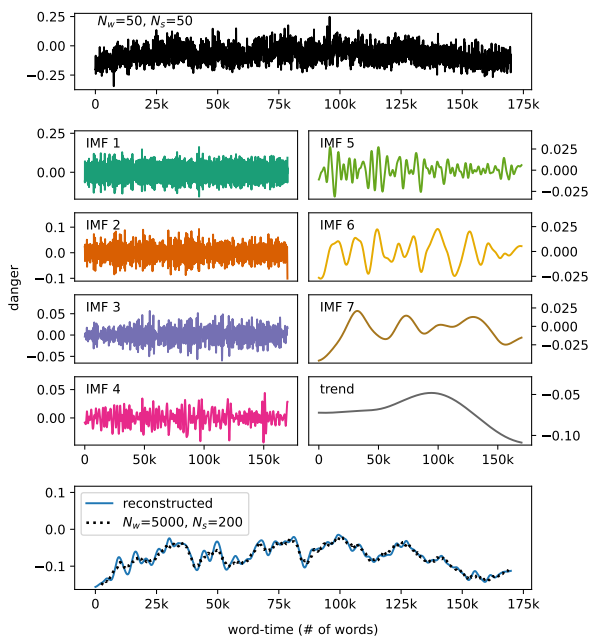 0.25
0.00
−0.25
N_w=50, N_s=50
0 25k 50k 75k 100k 125k 150k 175k
danger
0.25
0.00
IMF 1
IMF 5
0.025
0.000
−0.025
0.1
0.0
−0.1
IMF 2
IMF 6
0.025
0.000
−0.025
0.05
0.00
−0.05
IMF 3
IMF 7
0.025
0.000
−0.025
0.05
0.00
IMF 4
trend
−0.05
−0.10
0 50k 100k 150k
0 50k 100k 150k
0.1
0.0
−0.1
reconstructed
N_w=5000, N_s=200
0 25k 50k 75k 100k 125k 150k 175k
word-time (# of words)